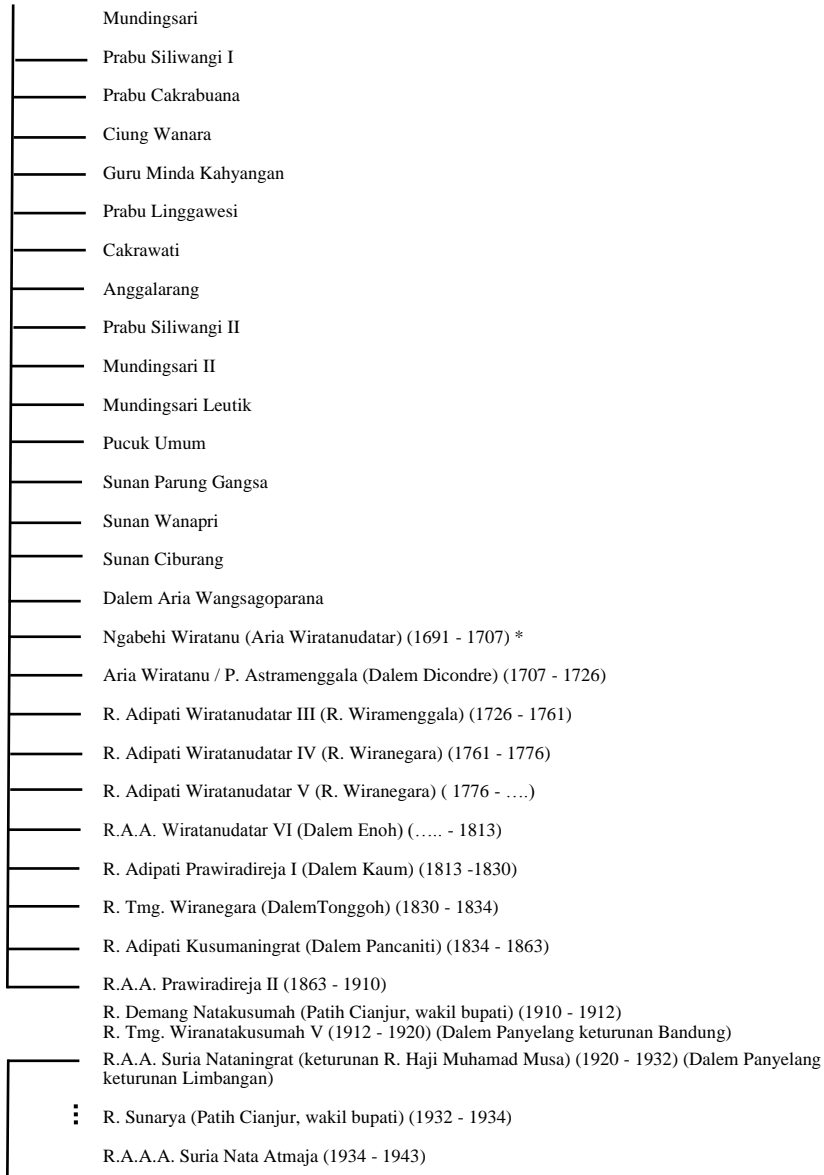 Mundingsari
Prabu Siliwangi I
Prabu Cakrabuana
Ciung Wanara
Guru Minda Kahyangan
Prabu Linggawesi
Cakrawati
Anggalarang
Prabu Siliwangi II
Mundingsari II
Mundingsari Leutik
Pucuk Umum
Sunan Parung Gangsa
Sunan Wanapri
Sunan Ciburang
Dalem Aria Wangsagoparana
Ngabehi Wiratanu (Aria Wiratanudatar) (1691 - 1707) *
Aria Wiratanu / P. Astramenggala (Dalem Dicondre) (1707 - 1726)
R. Adipati Wiratanudatar III (R. Wiramenggala) (1726 - 1761)
R. Adipati Wiratanudatar IV (R. Wiranegara) (1761 - 1776)
R. Adipati Wiratanudatar V (R. Wiranegara) ( 1776 - ….)
R.A.A. Wiratanudatar VI (Dalem Enoh) (….. - 1813)
R. Adipati Prawiradireja I (Dalem Kaum) (1813 -1830)
R. Tmg. Wiranegara (DalemTonggoh) (1830 - 1834)
R. Adipati Kusumaningrat (Dalem Pancaniti) (1834 - 1863)
R.A.A. Prawiradireja II (1863 - 1910)
R. Demang Natakusumah (Patih Cianjur, wakil bupati) (1910 - 1912)
R. Tmg. Wiranatakusumah V (1912 - 1920) (Dalem Panyelang keturunan Bandung)
R.A.A. Suria Nataningrat (keturunan R. Haji Muhamad Musa) (1920 - 1932) (Dalem Panyelang
keturunan Limbangan)
R. Sunarya (Patih Cianjur, wakil bupati) (1932 - 1934)
R.A.A.A. Suria Nata Atmaja (1934 - 1943)